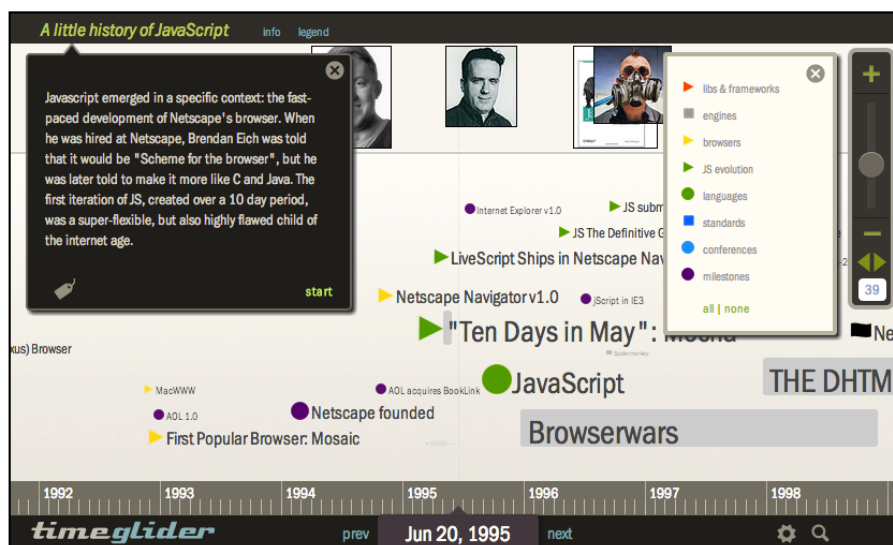 A little history of JavaScript
info legend
Javascript emerged in a specific context: the fast-
paced development of Netscape's browser. When
he was hired at Netscape, Brendan Eich was told
that it would be "Scheme for the browser", but he
was later told to make it more like C and Java. The
first iteration of JS, created over a 10 day period,
was a super-flexible, but also highly flawed child of
the internet age.
start
libs & frameworks
engines
browsers
JS evolution
languages
standards
conferences
milestones
all | none
39
Internet Explorer v1.0
JS subm
JS The Definitive G
LiveScript Ships in Netscape Nav
-2
Netscape Navigator v1.0
jScript in IE3
"Ten Days in May": Mocha
Ne
xus) Browser
Spidermonkey
MacWWW
AOL acquires BookLink
JavaScript
THE DHTM
AOL 1.0
Netscape founded
First Popular Browser: Mosaic
Browserwars
1992 1993 1994 1995 1996 1997 1998
timeglider
prev Jun 20, 1995 next